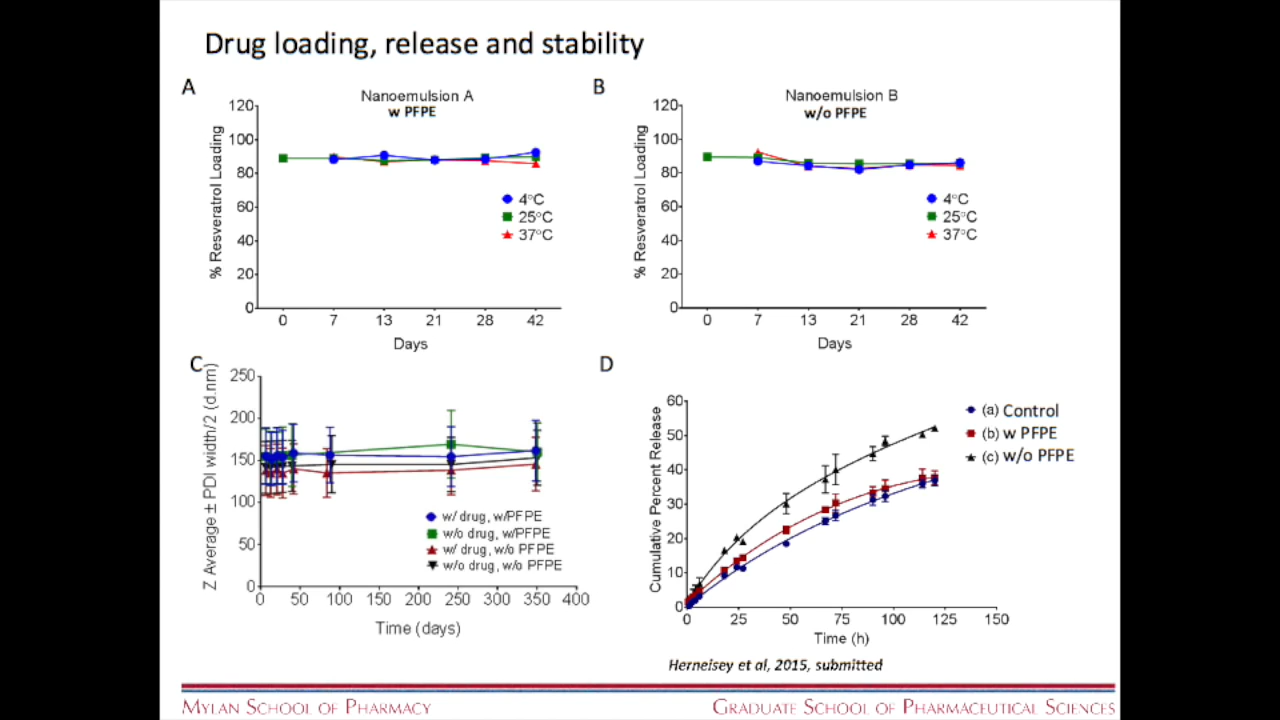 Drug loading, release and stability
A
Nanoemulsion A
w PFPE
% Resveratrol Loading
120
100
80
60
40
20
0
4°C
25°C
37°C
0 7 13 21 28 42
Days
B
Nanoemulsion B
w/o PFPE
% Resveratrol Loading
120
100
80
60
40
20
0
4°C
25°C
37°C
0 7 14 21 28 42
Days
C
Z Average ± PDI width/2 (d.nm)
250
200
150
100
50
0
w/ drug, w/PFPE
w/o drug, w/PFPE
w/ drug, w/o PFPE
w/o drug, w/o PFPE
0 50 100 150 200 250 300 350 400
Time (days)
D
Cumulative Percent Release
60
50
40
30
20
10
0
(a) Control
(b) w PFPE
(c) w/o PFPE
0 25 50 75 100 125 150
Time (h)
Herneisey et al, 2015, submitted
MYLAN SCHOOL OF PHARMACY
GRADUATE SCHOOL OF PHARMACEUTICAL SCIENCES